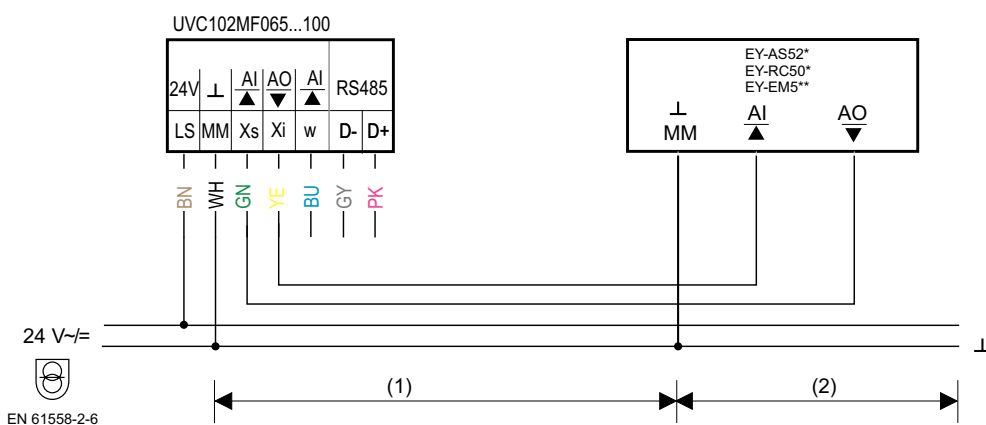 UVC102MF065...100
24V ⊥ AI AO AI RS485
LS MM Xs Xi w D- D+
BN WH GN YE BU GY PK
EY-AS52*
EY-RC50*
EY-EM5**
⊥ AI AO
MM
24 V~/=
⊥
EN 61558-2-6
(1) (2)